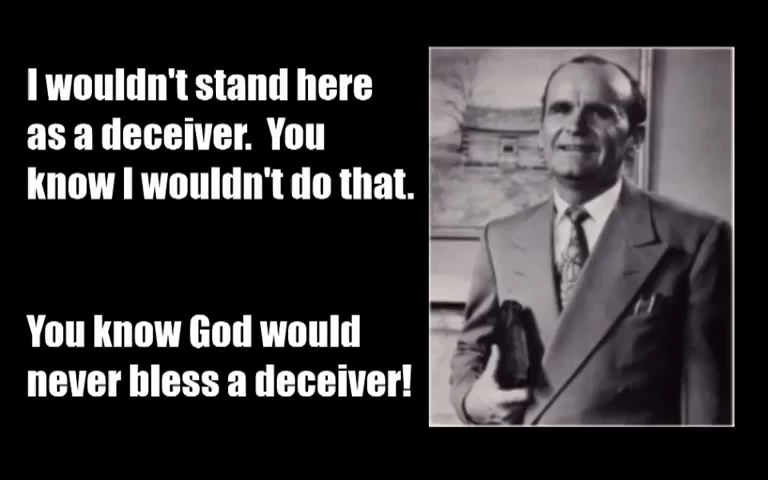 I wouldn't stand here
as a deceiver.  You
know I wouldn't do that.
You know God would
never bless a deceiver!